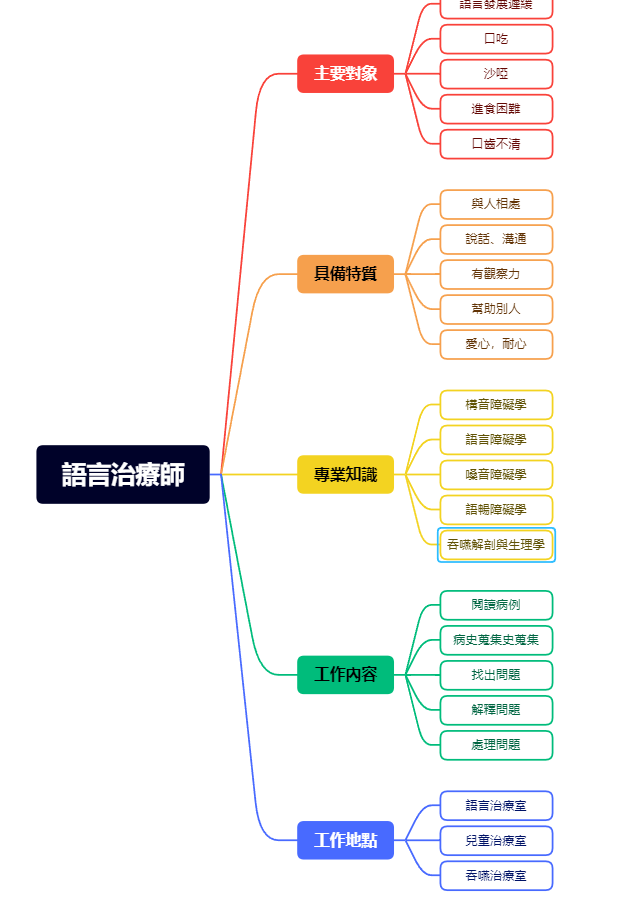 語言發展遲緩
口吃
主要對象
沙啞
進食困難
口齒不清
與人相處
說話、溝通
具備特質
有觀察力
幫助別人
愛心，耐心
構音障礙學
語言障礙學
語言治療師
專業知識
嗓音障礙學
語暢障礙學
吞嚥解剖與生理學
閱讀病例
病史蒐集史蒐集
工作內容
找出問題
解釋問題
處理問題
語言治療室
工作地點
兒童治療室
吞嚥治療室